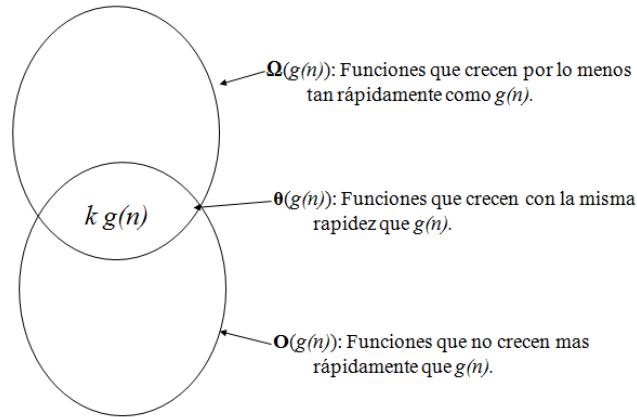 Ω(g(n)): Funciones que crecen por lo menos
tan rápidamente como g(n).
k g(n)
θ(g(n)): Funciones que crecen con la misma
rapidez que g(n).
O(g(n)): Funciones que no crecen mas
rápidamente que g(n).